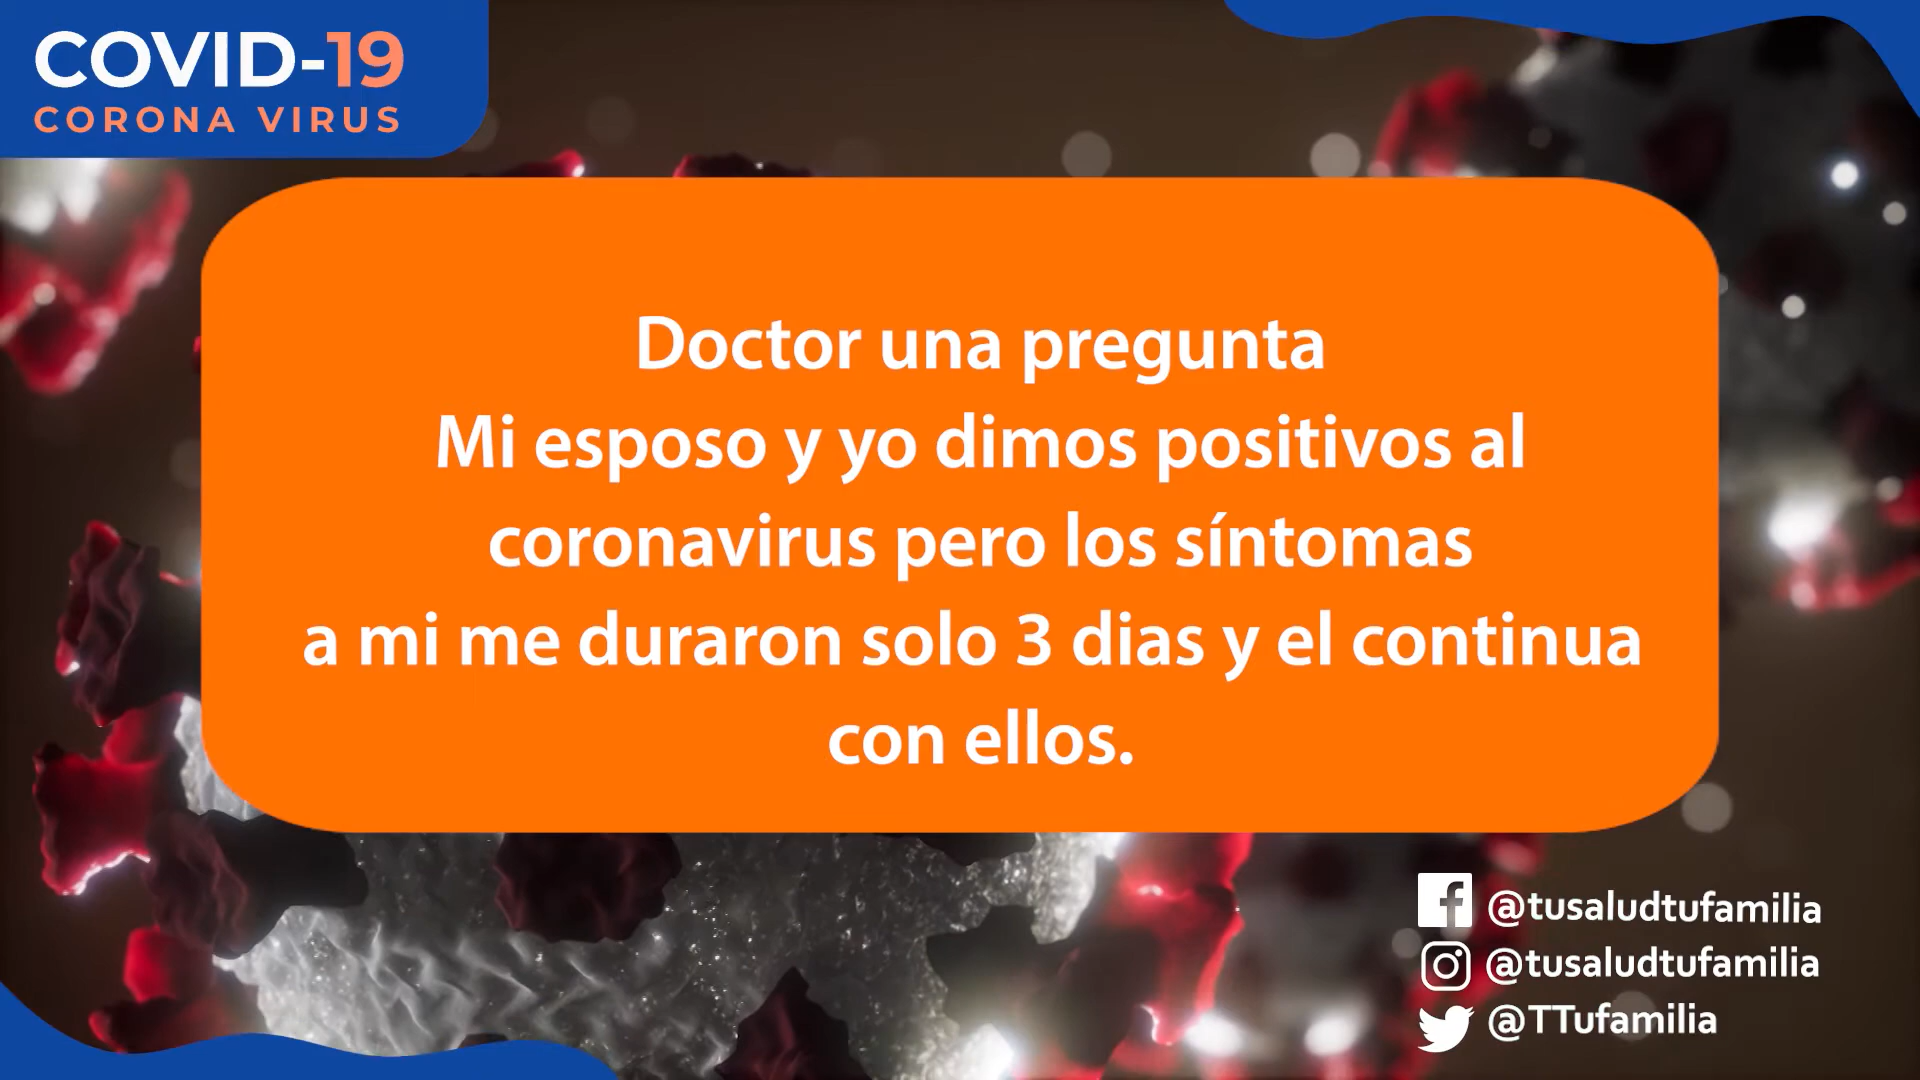 COVID-19
CORONA VIRUS
Doctor una pregunta
Mi esposo y yo dimos positivos al
coronavirus pero los síntomas
a mi me duraron solo 3 dias y el continua
con ellos.
@tusaludtufamilia
@tusaludtufamilia
@TTufamilia